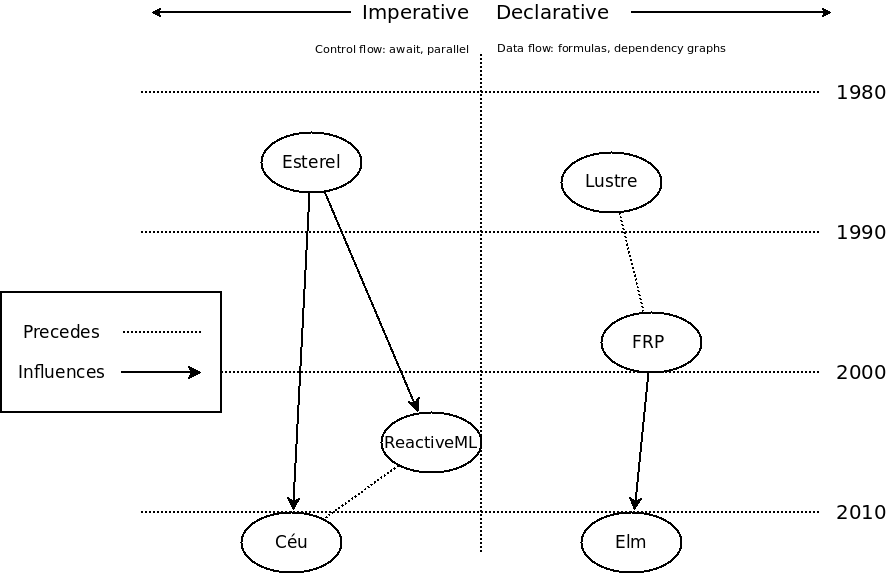 Imperative
Declarative
Control flow: await, parallel
Data flow: formulas, dependency graphs
1980
Esterel
Lustre
1990
Precedes
FRP
Influences
2000
ReactiveML
2010
Céu
Elm